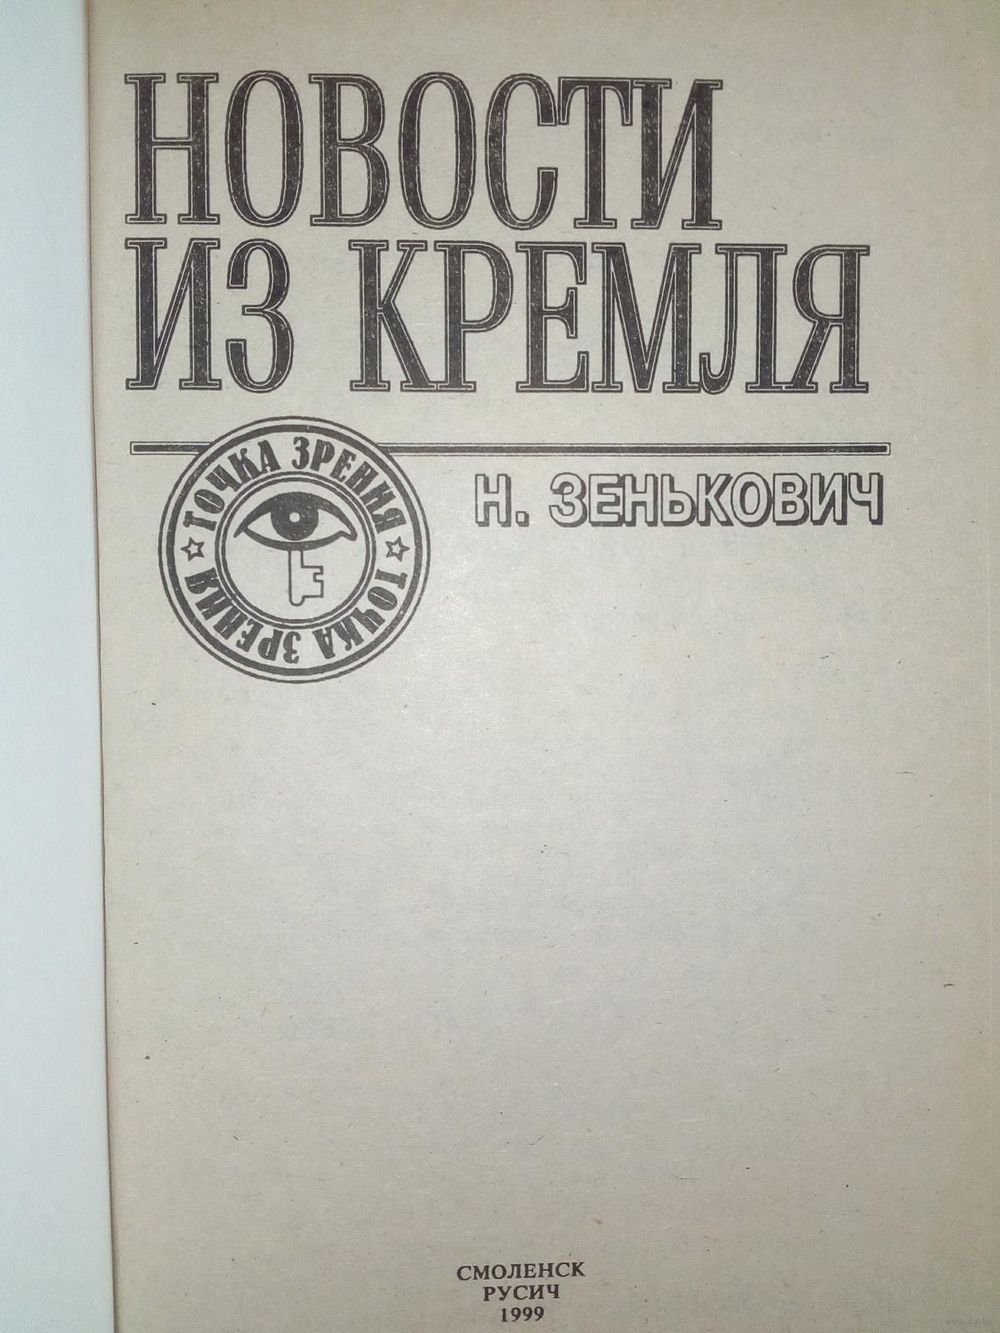 НОВОСТИ
ИЗ КРЕМЛЯ
Н. ЗЕНЬКОВИЧ
ТОЧКА ЗРЕНИЯ
ТОЧКА ЗРЕНИЯ
СМОЛЕНСК
РУСИЧ
1999